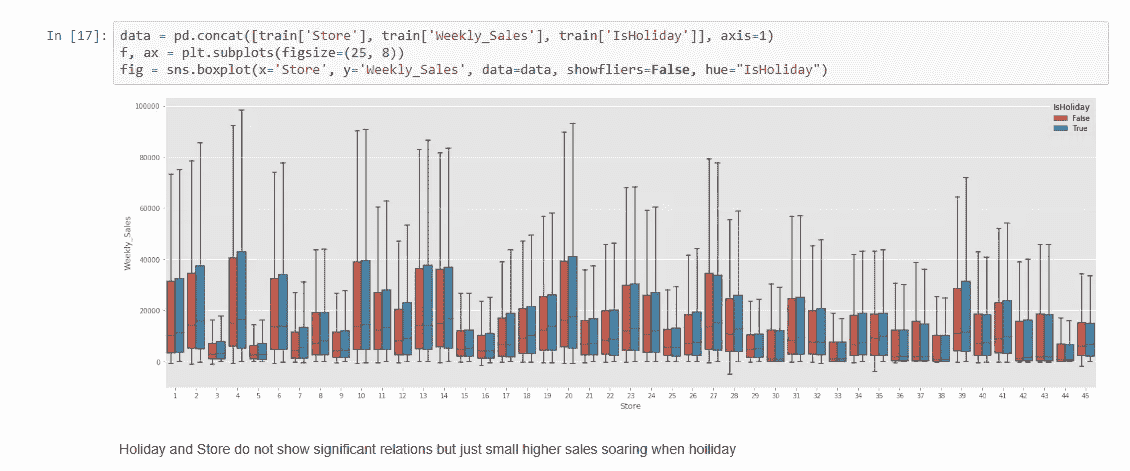 In [17]: data = pd.concat([train['Store'], train['Weekly_Sales'], train['IsHoliday']], axis=1)
f, ax = plt.subplots(figsize=(25, 8))
fig = sns.boxplot(x='Store', y='Weekly_Sales', data=data, showfliers=False, hue="IsHoliday")
IsHoliday
False
True
100000
80000
60000
40000
20000
0
Weekly_Sales
1 2 3 4 5 6 7 8 9 10 11 12 13 14 15 16 17 18 19 20 21 22 23 24 25 26 27 28 29 30 31 32 33 34 35 36 37 38 39 40 41 42 43 44 45
Store
Holiday and Store do not show significant relations but just small higher sales soaring when hoiliday